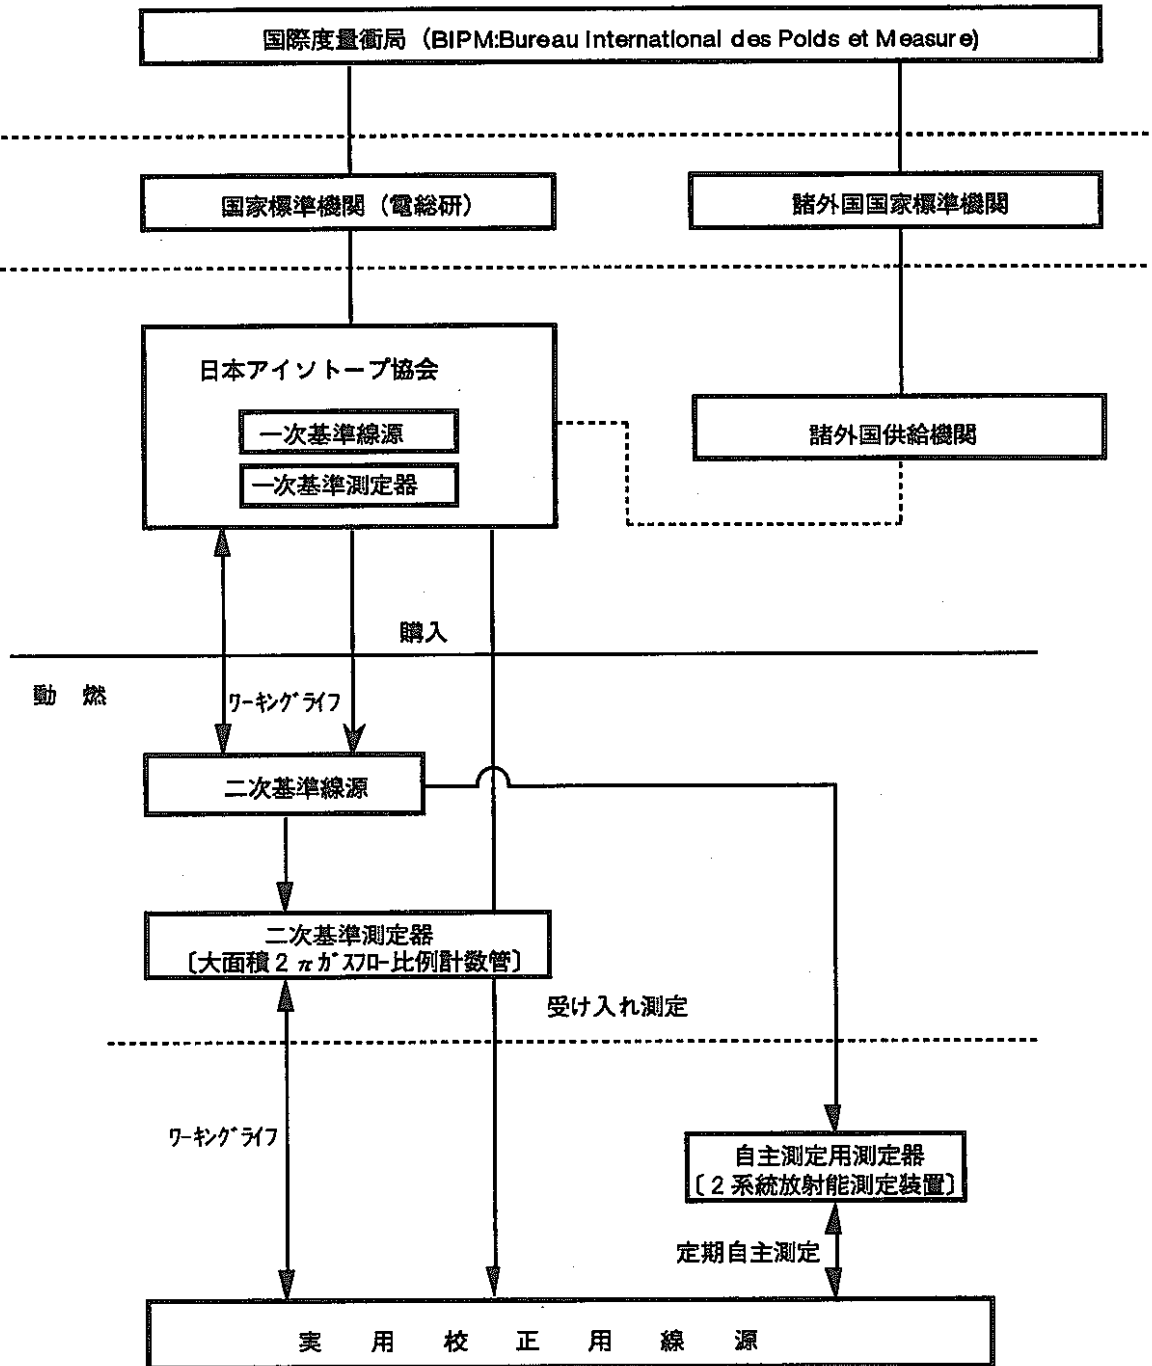 国際度量衝局（BIPM:Bureau International des Poids et Measure)
国家標準機関（電総研）
諸外国国家標準機関
日本アイソトープ協会
一次基準線源
一次基準測定器
諸外国供給機関
購入
動 燃
ﾜｰｷﾝｸﾞﾗｲﾌ
二次基準線源
二次基準測定器
〔大面積２πｶﾞｽﾌﾛｰ比例計数管〕
受け入れ測定
ﾜｰｷﾝｸﾞﾗｲﾌ
自主測定用測定器
〔２系統放射能測定装置〕
定期自主測定
実 用 校 正 用 線 源